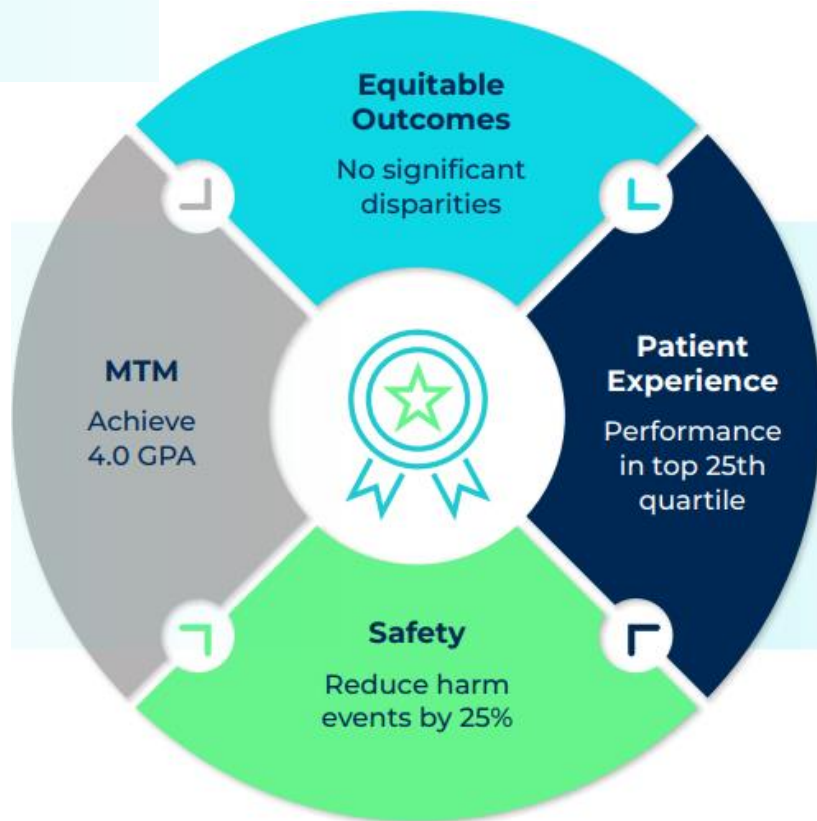 Equitable
Outcomes
No significant
disparities
Patient
Experience
Performance
in top 25th
quartile
Safety
Reduce harm
events by 25%
MTM
Achieve
4.0 GPA